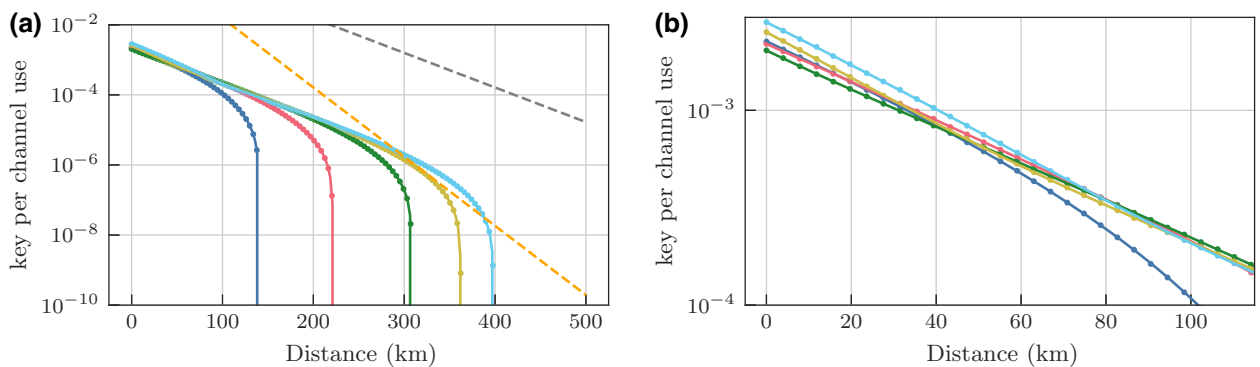 (a)
key per channel use
10⁻²
10⁻⁴
10⁻⁶
10⁻⁸
10⁻¹⁰
0 100 200 300 400 500
Distance (km)
(b)
key per channel use
10⁻³
10⁻⁴
0 20 40 60 80 100
Distance (km)